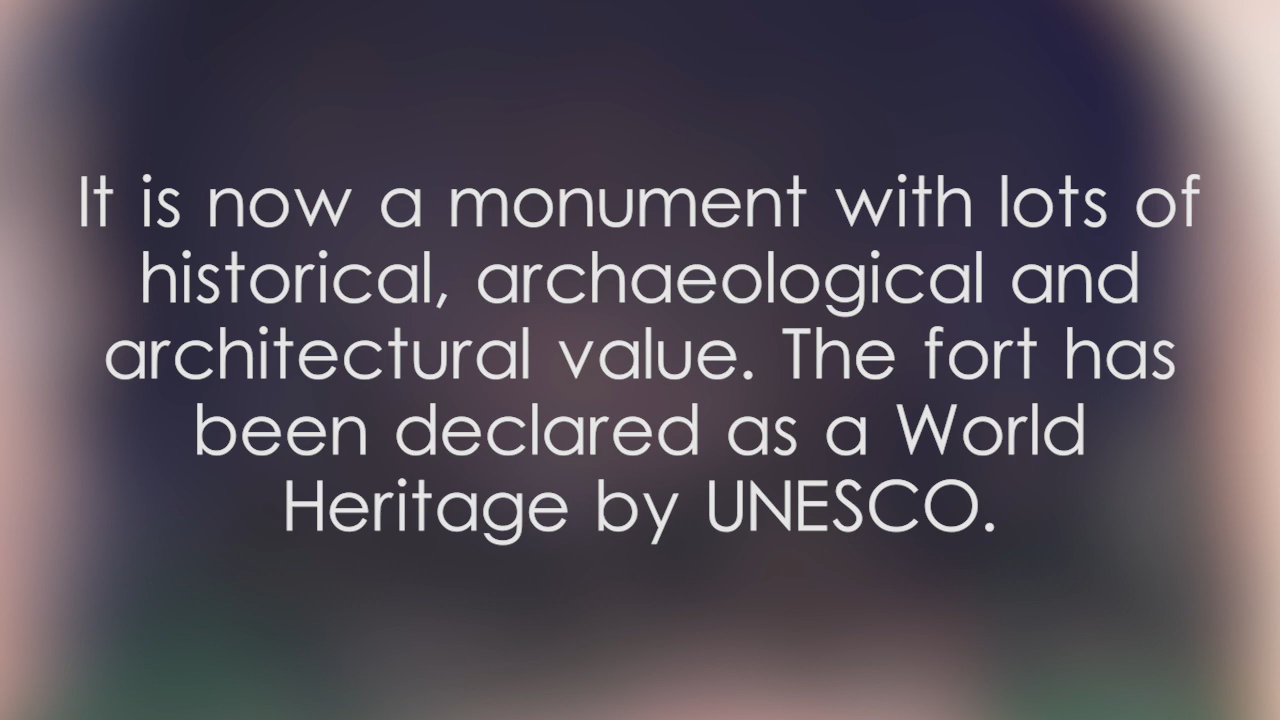 It is now a monument with lots of
historical, archaeological and
architectural value. The fort has
been declared as a World
Heritage by UNESCO.